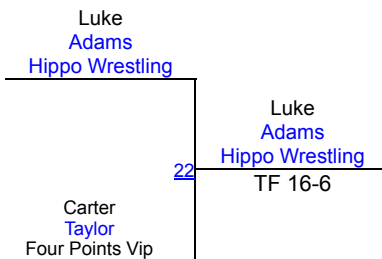 Luke
Adams
Hippo Wrestling
Luke
Adams
Hippo Wrestling
22
TF 16-6
Carter
Taylor
Four Points Vip